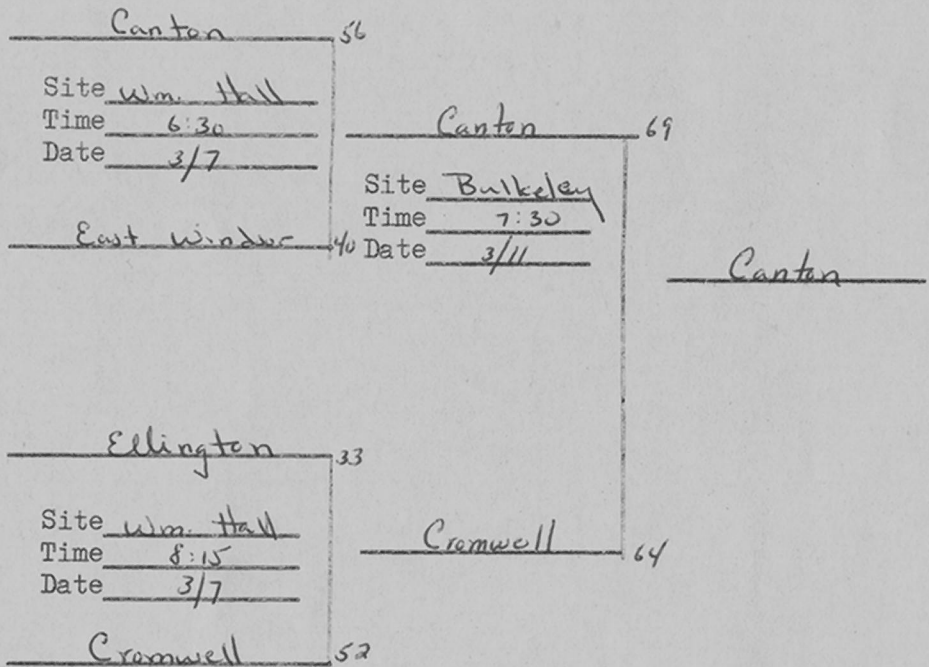 Canton 56
Site Wm. Hall
Time 6:30
Date 3/7
East Windsor 40
Canton 69
Site Bulkeley
Time 7:30
Date 3/11
Canton
Ellington 33
Site Wm. Hall
Time 8:15
Date 3/7
Cromwell 52
Cromwell 64